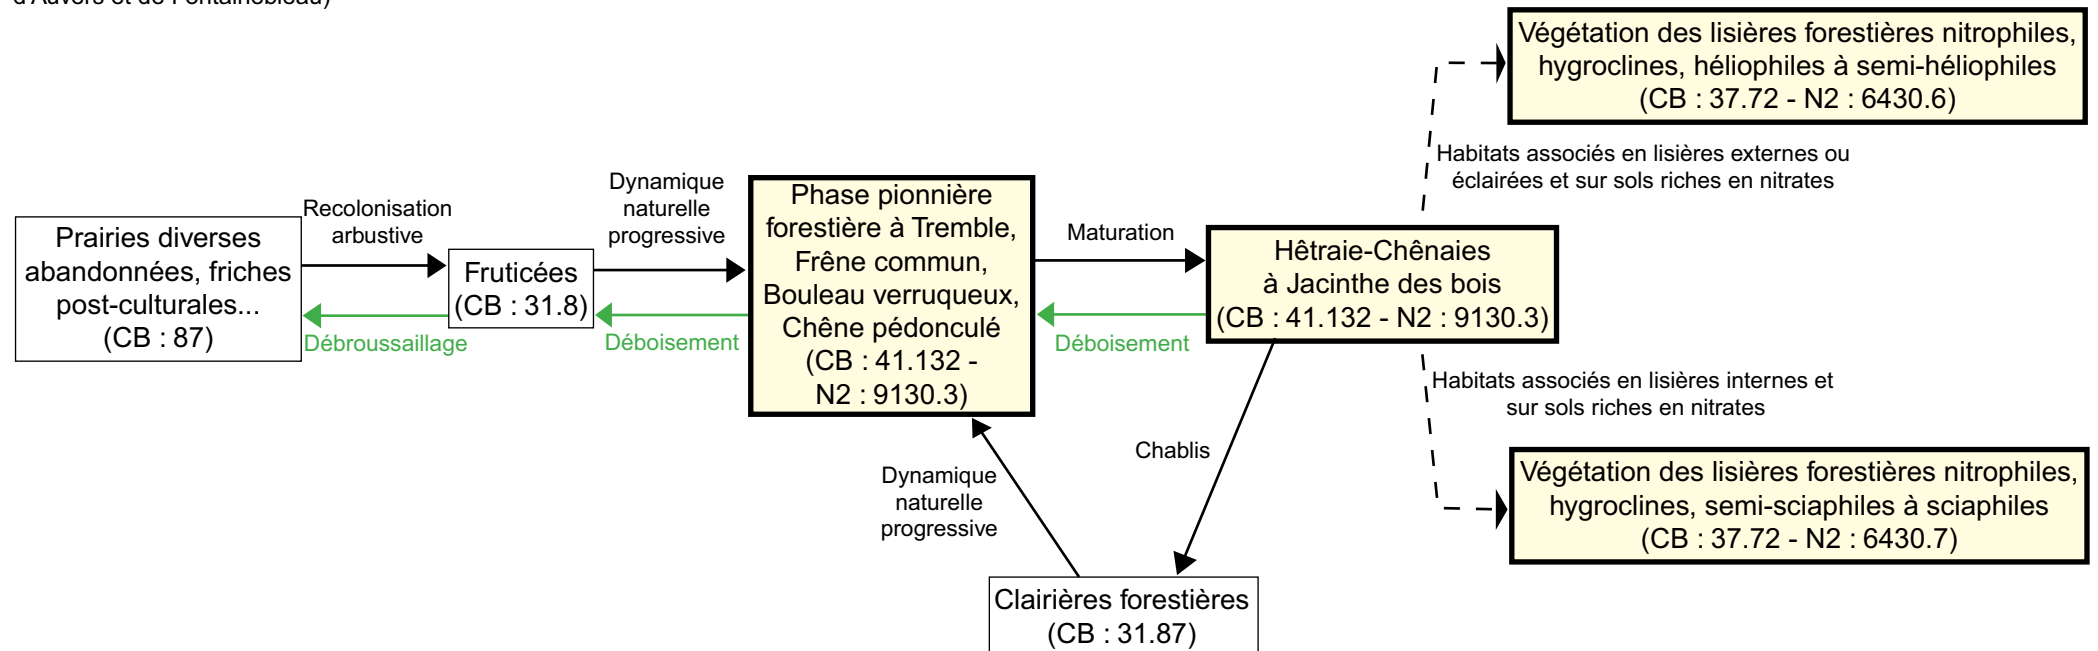 d'Auvers et de Fontainebleau)
Végétation des lisières forestières nitrophiles,
hygroclines, héliophiles à semi-héliophiles
(CB : 37.72 - N2 : 6430.6)
Habitats associés en lisières externes ou
éclairées et sur sols riches en nitrates
Prairies diverses
abandonnées, friches
post-culturales...
(CB : 87)
Recolonisation
arbustive
Débroussaillage
Fruticées
(CB : 31.8)
Dynamique
naturelle
progressive
Déboisement
Phase pionnière
forestière à Tremble,
Frêne commun,
Bouleau verruqueux,
Chêne pédonculé
(CB : 41.132 -
N2 : 9130.3)
Maturation
Déboisement
Hêtraie-Chênaies
à Jacinthe des bois
(CB : 41.132 - N2 : 9130.3)
Habitats associés en lisières internes et
sur sols riches en nitrates
Chablis
Dynamique
naturelle
progressive
Végétation des lisières forestières nitrophiles,
hygroclines, semi-sciaphiles à sciaphiles
(CB : 37.72 - N2 : 6430.7)
Clairières forestières
(CB : 31.87)